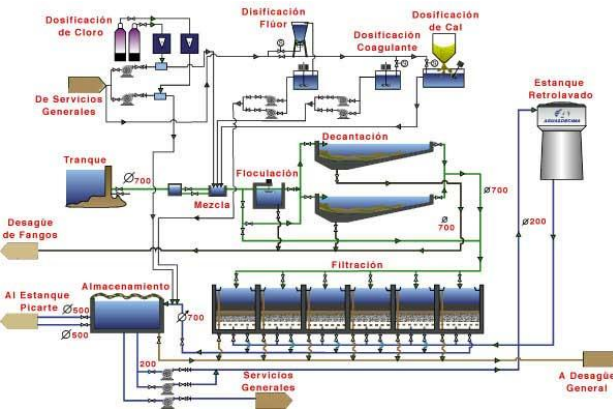 Dosificación
de Cloro
Disificación
Flúor
Dosificación
Coagulante
Dosificación
de Cal
De Servicios
Generales
Estanque
Retrolavado
AGUASDECIMA
Tranque
Ø700
Mezcla
Floculación
Decantación
Ø700
Ø
700
Ø200
Desagüe
de Fangos
Filtración
Almacenamiento
Al Estanque
Picarte
Ø500
Ø500
Ø700
200
Servicios
Generales
A Desagüe
General